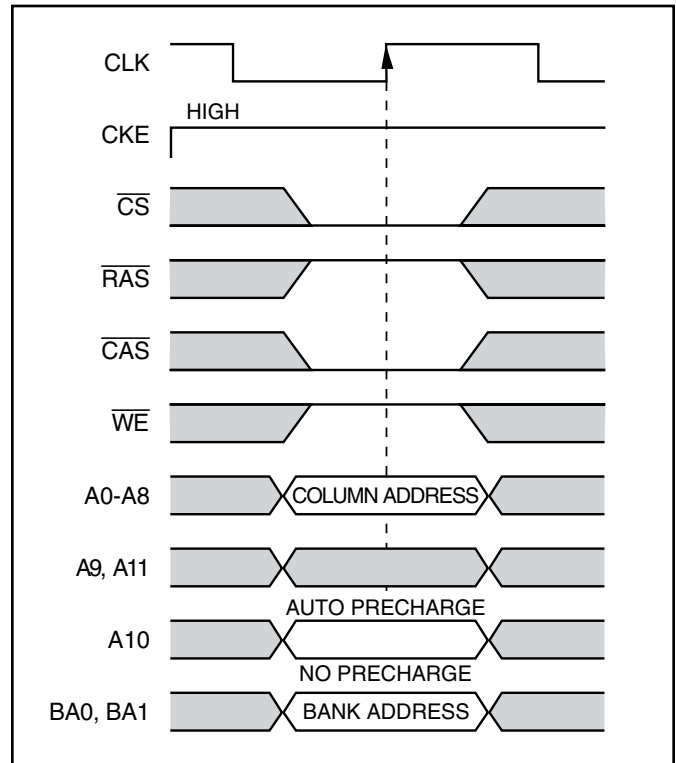 CLK
HIGH
CKE
CS
RAS
CAS
WE
A0-A8 COLUMN ADDRESS
A9, A11
AUTO PRECHARGE
A10
NO PRECHARGE
BA0, BA1 BANK ADDRESS